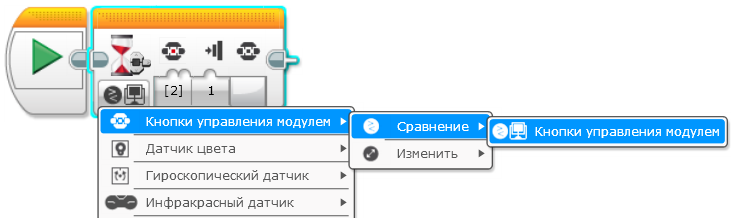 [2] 1
Кнопки управления модулем Сравнение Кнопки управления модулем
Датчик цвета Изменить
Гироскопический датчик
Инфракрасный датчик